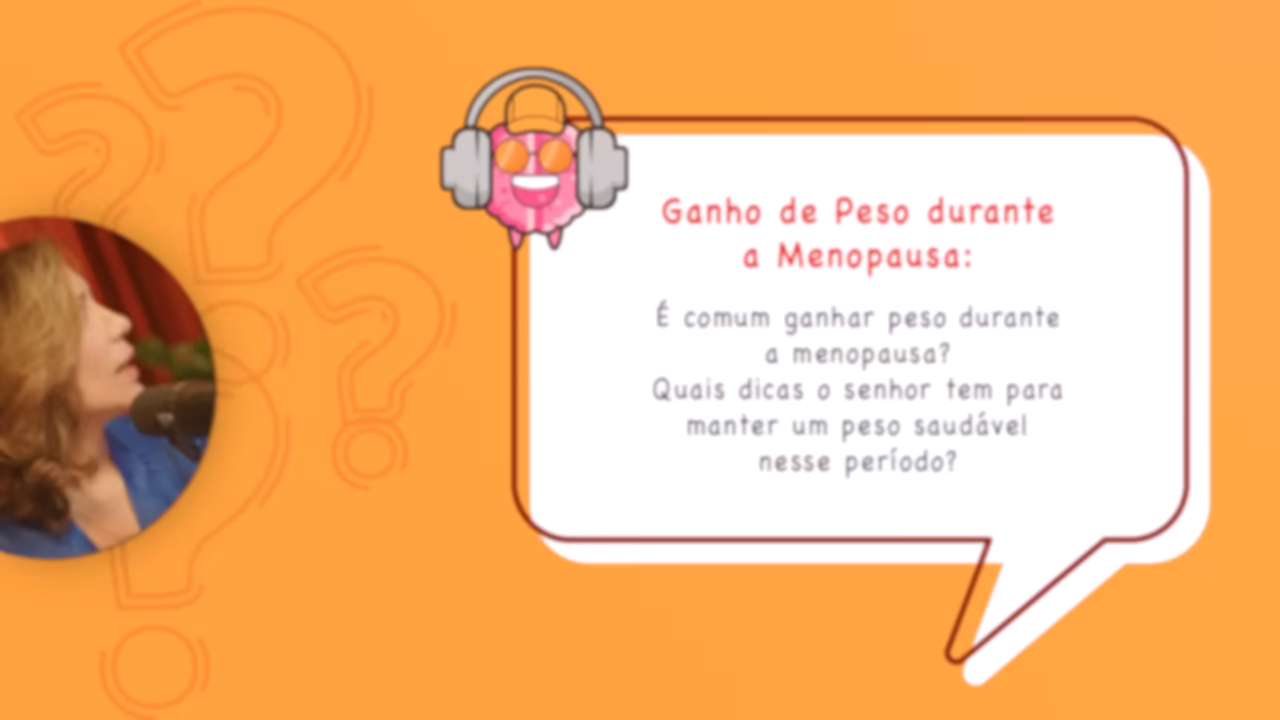 Ganho de Peso durante
a Menopausa:
É comum ganhar peso durante
a menopausa?
Quais dicas o senhor tem para
manter um peso saudável
nesse período?